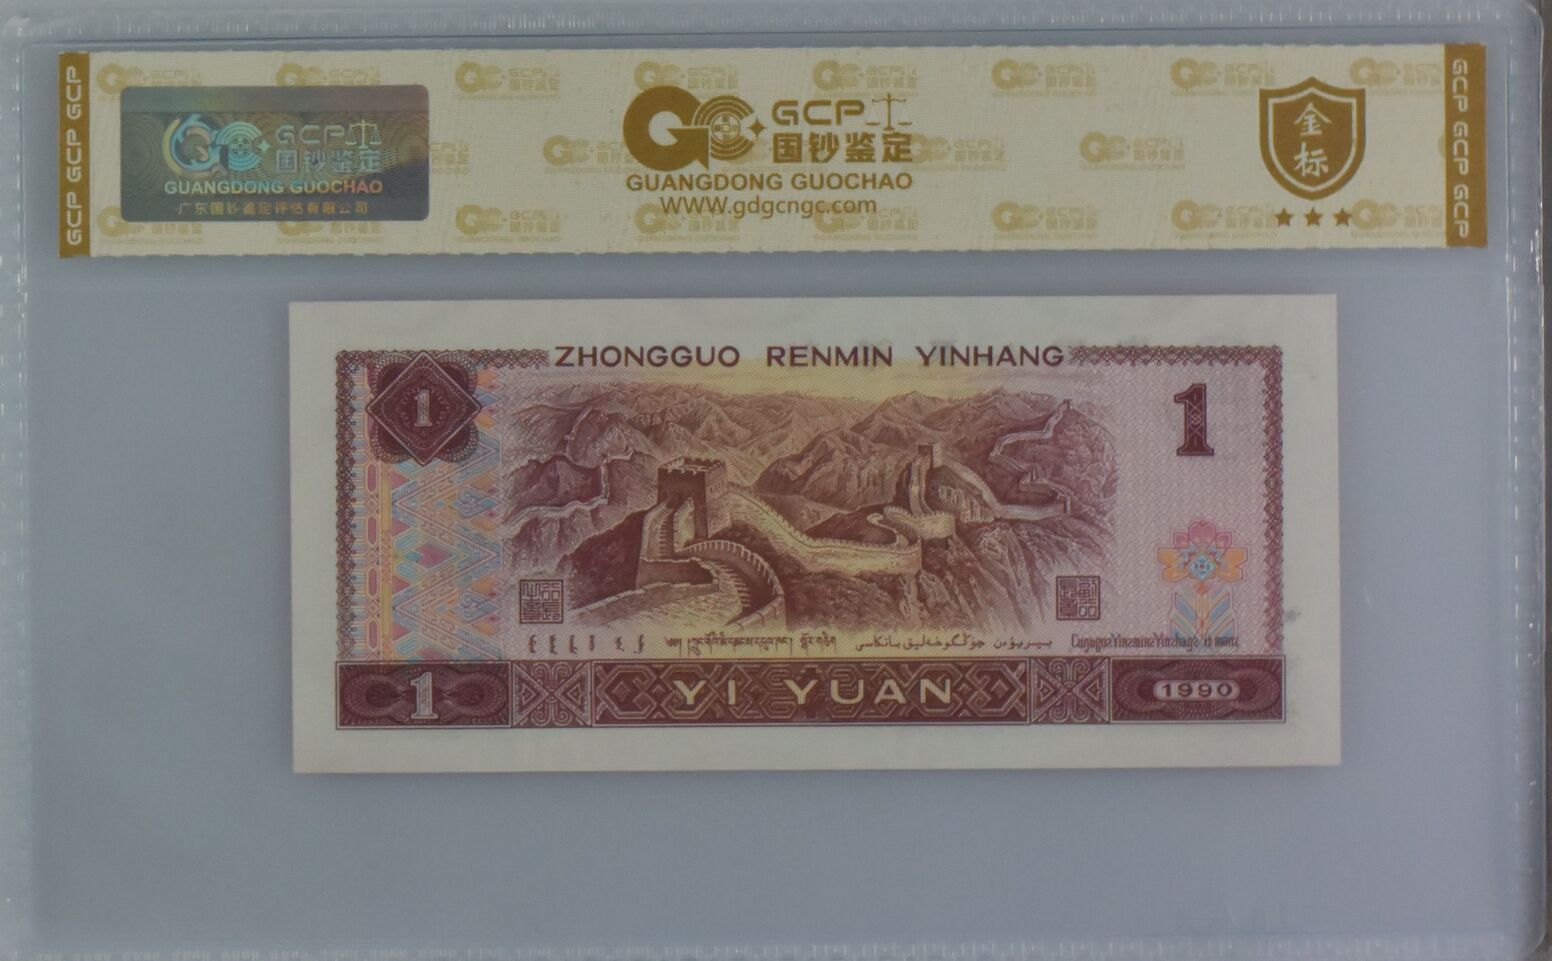 GCP GCP GCP
GCP
国钞鉴定
GUANGDONG GUOCHAO
广东国钞鉴定评估有限公司
GCP
国钞鉴定
GUANGDONG GUOCHAO
WWW.gdgcngc.com
金标
GCP GCP GCP
ZHONGGUO RENMIN YINHANG
1
1
1
YI YUAN
1990